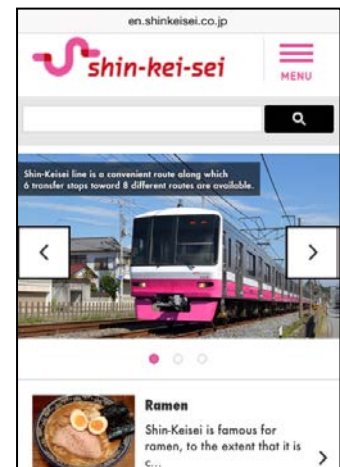 en.shinkeisei.co.jp
shin-kei-sei
MENU
Shin-Keisei line is a convenient route along which
6 transfer stops toward 8 different routes are available.
Ramen
Shin-Keisei is famous for
ramen, to the extent that it is
c...